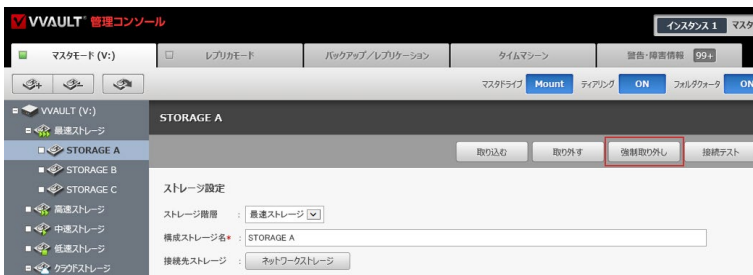 VVAULT® 管理コンソール
インスタンス 1 マスタ
マスタモード (V:) レプリカモード バックアップ／レプリケーション タイムマシーン 警告・障害情報 99+
マスタドライブ Mount ティアリング ON フォルダクォータ ON
VVAULT (V:)
最速ストレージ
STORAGE A
STORAGE B
STORAGE C
高速ストレージ
中速ストレージ
低速ストレージ
クラウドストレージ
STORAGE A
取り込む 取り外す 強制取り外し 接続テスト
ストレージ設定
ストレージ階層 : 最速ストレージ
構成ストレージ名* : STORAGE A
接続先ストレージ : ネットワークストレージ